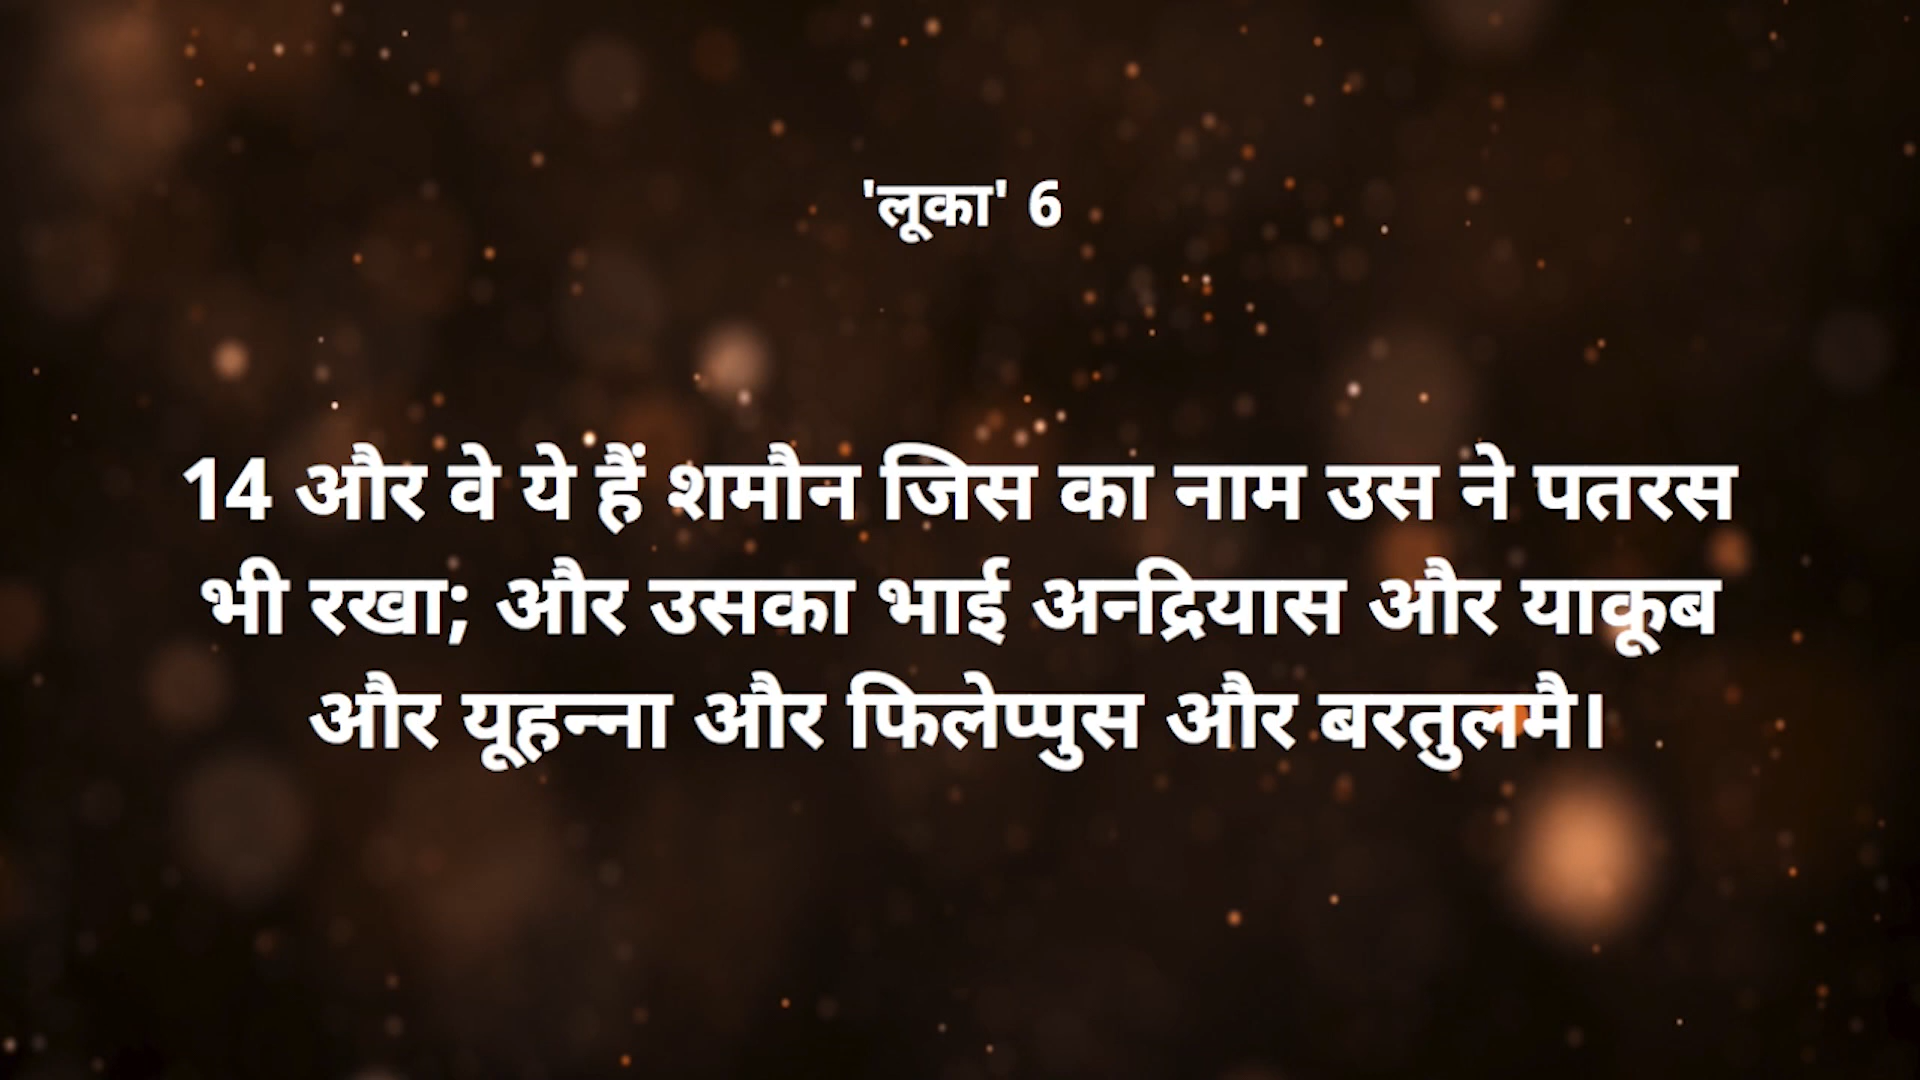 'लूका' 6
14 और वे ये हैं शमौन जिस का नाम उस ने पतरस
भी रखा; और उसका भाई अन्द्रियास और याकूब
और यूहन्ना और फिलेप्पुस और बरतुलमै।